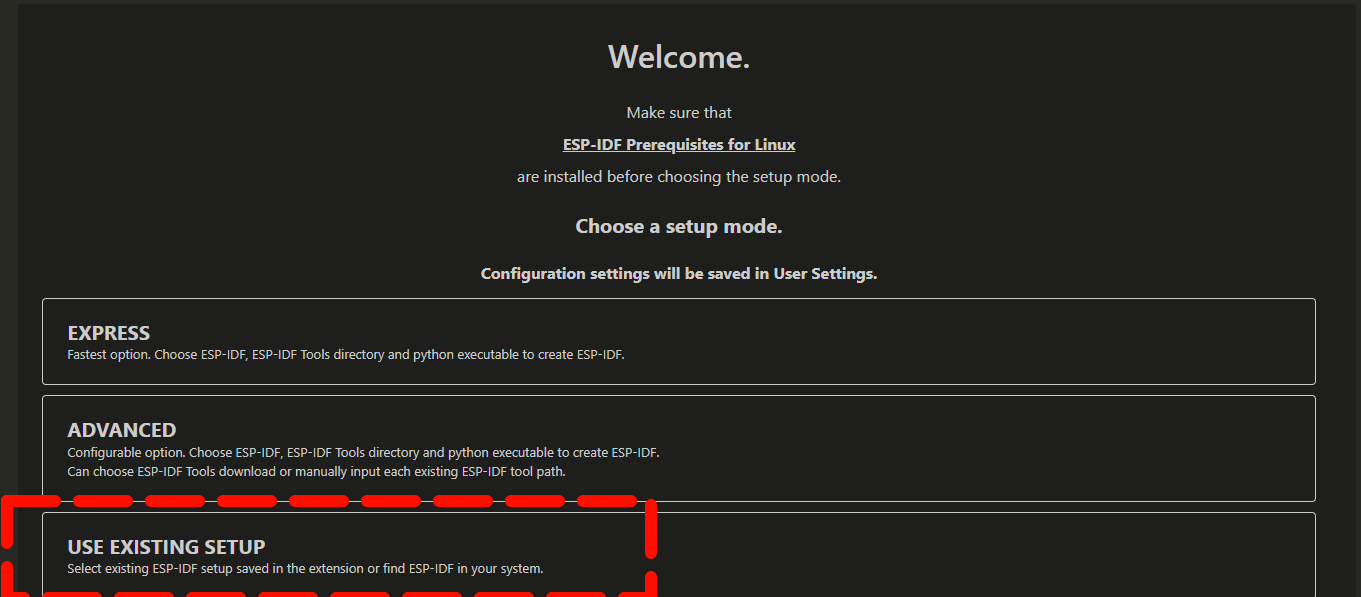 Welcome.
Make sure that
ESP-IDF Prerequisites for Linux
are installed before choosing the setup mode.
Choose a setup mode.
Configuration settings will be saved in User Settings.
EXPRESS
Fastest option. Choose ESP-IDF, ESP-IDF Tools directory and python executable to create ESP-IDF.
ADVANCED
Configurable option. Choose ESP-IDF, ESP-IDF Tools directory and python executable to create ESP-IDF.
Can choose ESP-IDF Tools download or manually input each existing ESP-IDF tool path.
USE EXISTING SETUP
Select existing ESP-IDF setup saved in the extension or find ESP-IDF in your system.